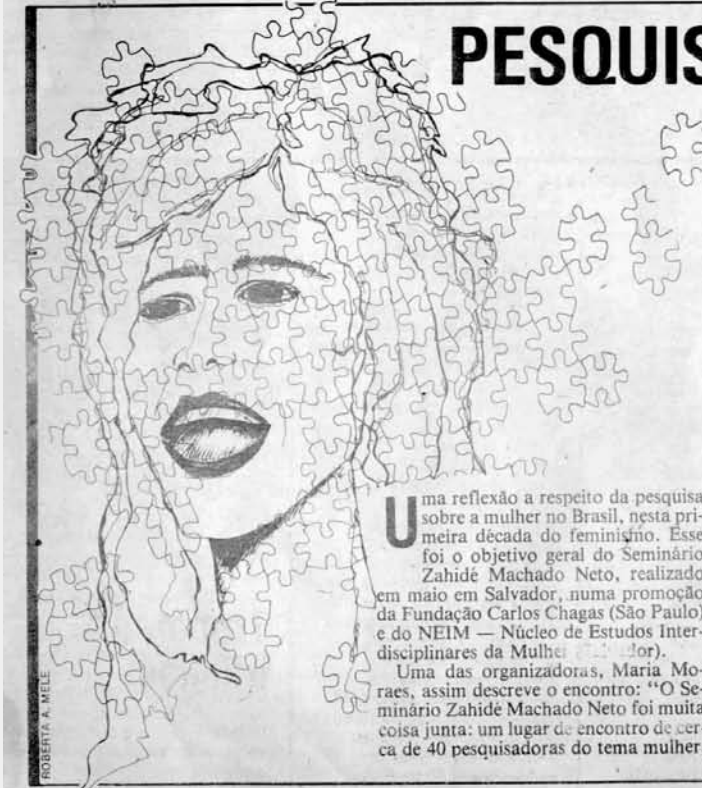 PESQUIS
Uma reflexão a respeito da pesquisa
sobre a mulher no Brasil, nesta pri-
meira década do feminismo. Esse
foi o objetivo geral do Seminário
Zahidé Machado Neto, realizado
em maio em Salvador, numa promoção
da Fundação Carlos Chagas (São Paulo)
e do NEIM — Núcleo de Estudos Inter-
disciplinares da Mulher
Uma das organizadoras, Maria Mo-
raes, assim descreve o encontro: “O Se-
minário Zahidé Machado Neto foi muita
coisa junta: um lugar de encontro de cer-
ca de 40 pesquisadoras do tema mulher
ROBERTA A. MELE